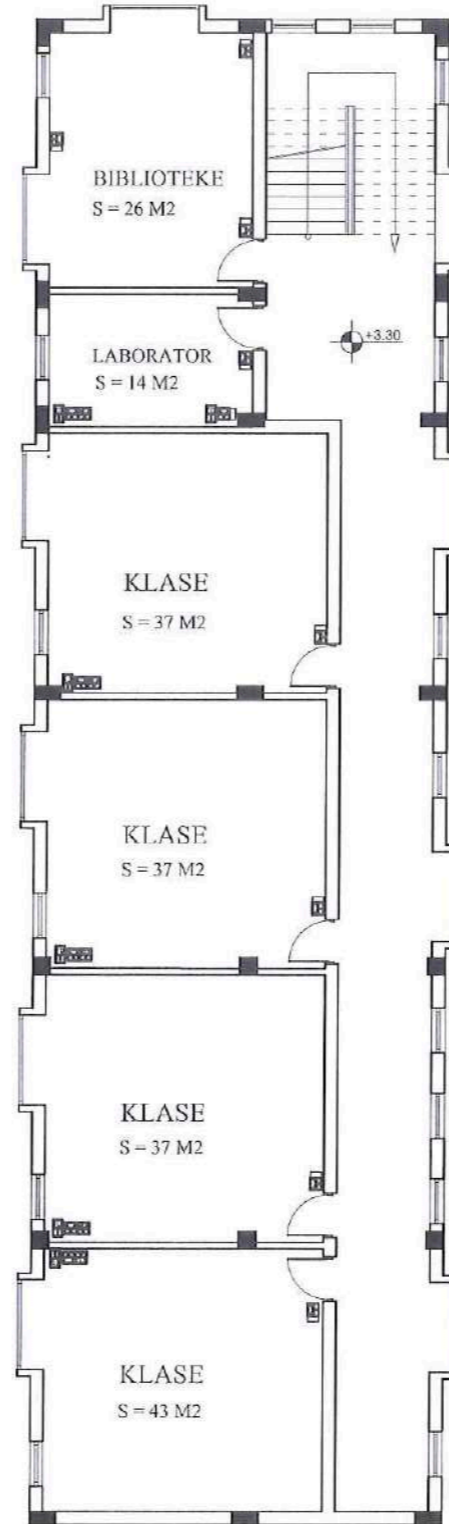 BIBLIOTEKE
S = 26 M2
+3.30
LABORATOR
S = 14 M2
KLASE
S = 37 M2
KLASE
S = 37 M2
KLASE
S = 37 M2
KLASE
S = 43 M2